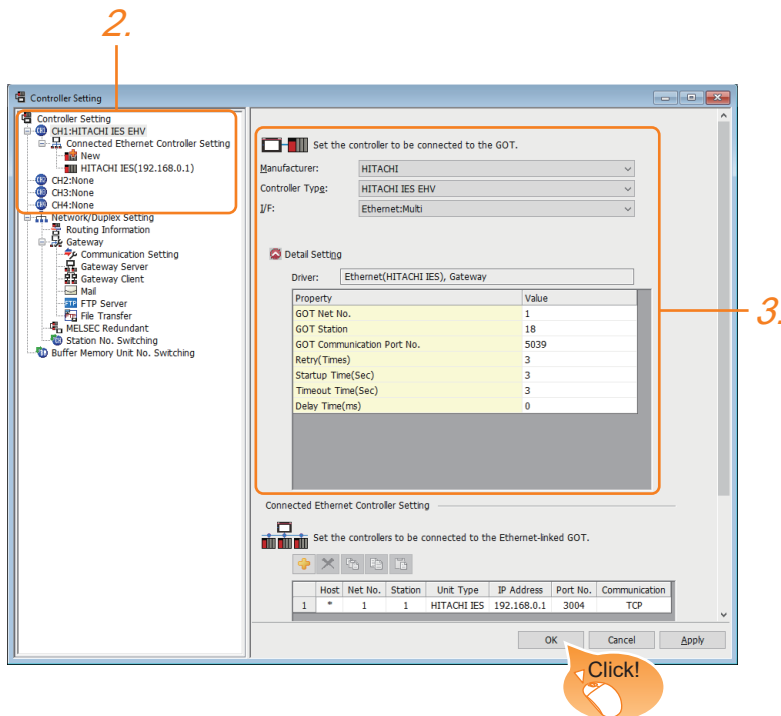 2.
Controller Setting
Controller Setting
CH1:HITACHI IES EHV
Connected Ethernet Controller Setting
New
HITACHI IES(192.168.0.1)
CH2:None
CH3:None
CH4:None
Network/Duplex Setting
Routing Information
Gateway
Communication Setting
Gateway Server
Gateway Client
Mail
FTP Server
File Transfer
MELSEC Redundant
Station No. Switching
Buffer Memory Unit No. Switching
Set the controller to be connected to the GOT.
Manufacturer: HITACHI
Controller Type: HITACHI IES EHV
I/F: Ethernet:Multi
Detail Setting
Driver: Ethernet(HITACHI IES), Gateway
Property Value
GOT Net No. 1
GOT Station 18
GOT Communication Port No. 5039
Retry(Times) 3
Startup Time(Sec) 3
Timeout Time(Sec) 3
Delay Time(ms) 0
3.
Connected Ethernet Controller Setting
Set the controllers to be connected to the Ethernet-linked GOT.
Host Net No. Station Unit Type IP Address Port No. Communication
1 * 1 1 HITACHI IES 192.168.0.1 3004 TCP
OK Cancel Apply
Click!